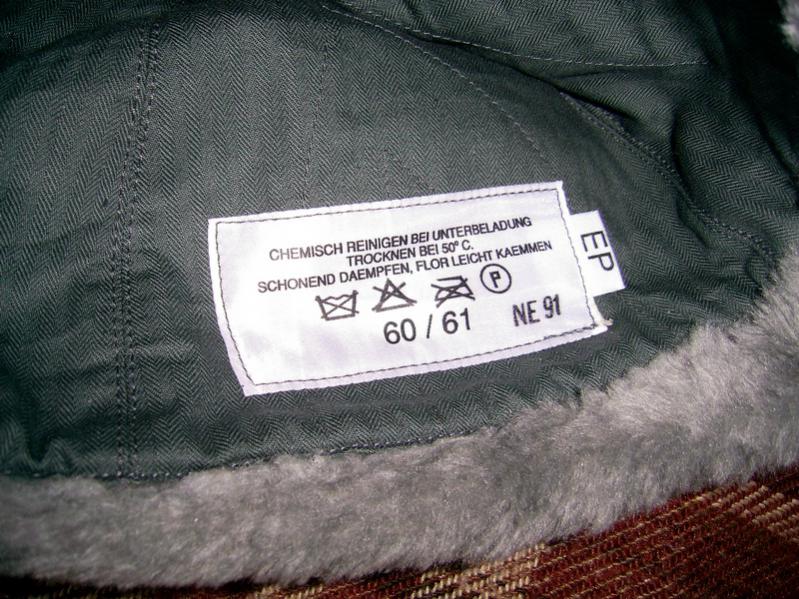 CHEMISCH REINIGEN BEI UNTERBELADUNG
TROCKNEN BEI 50° C.
SCHONEND DAEMPFEN, FLOR LEICHT KAEMMEN
P
60 / 61
NE 91
EP